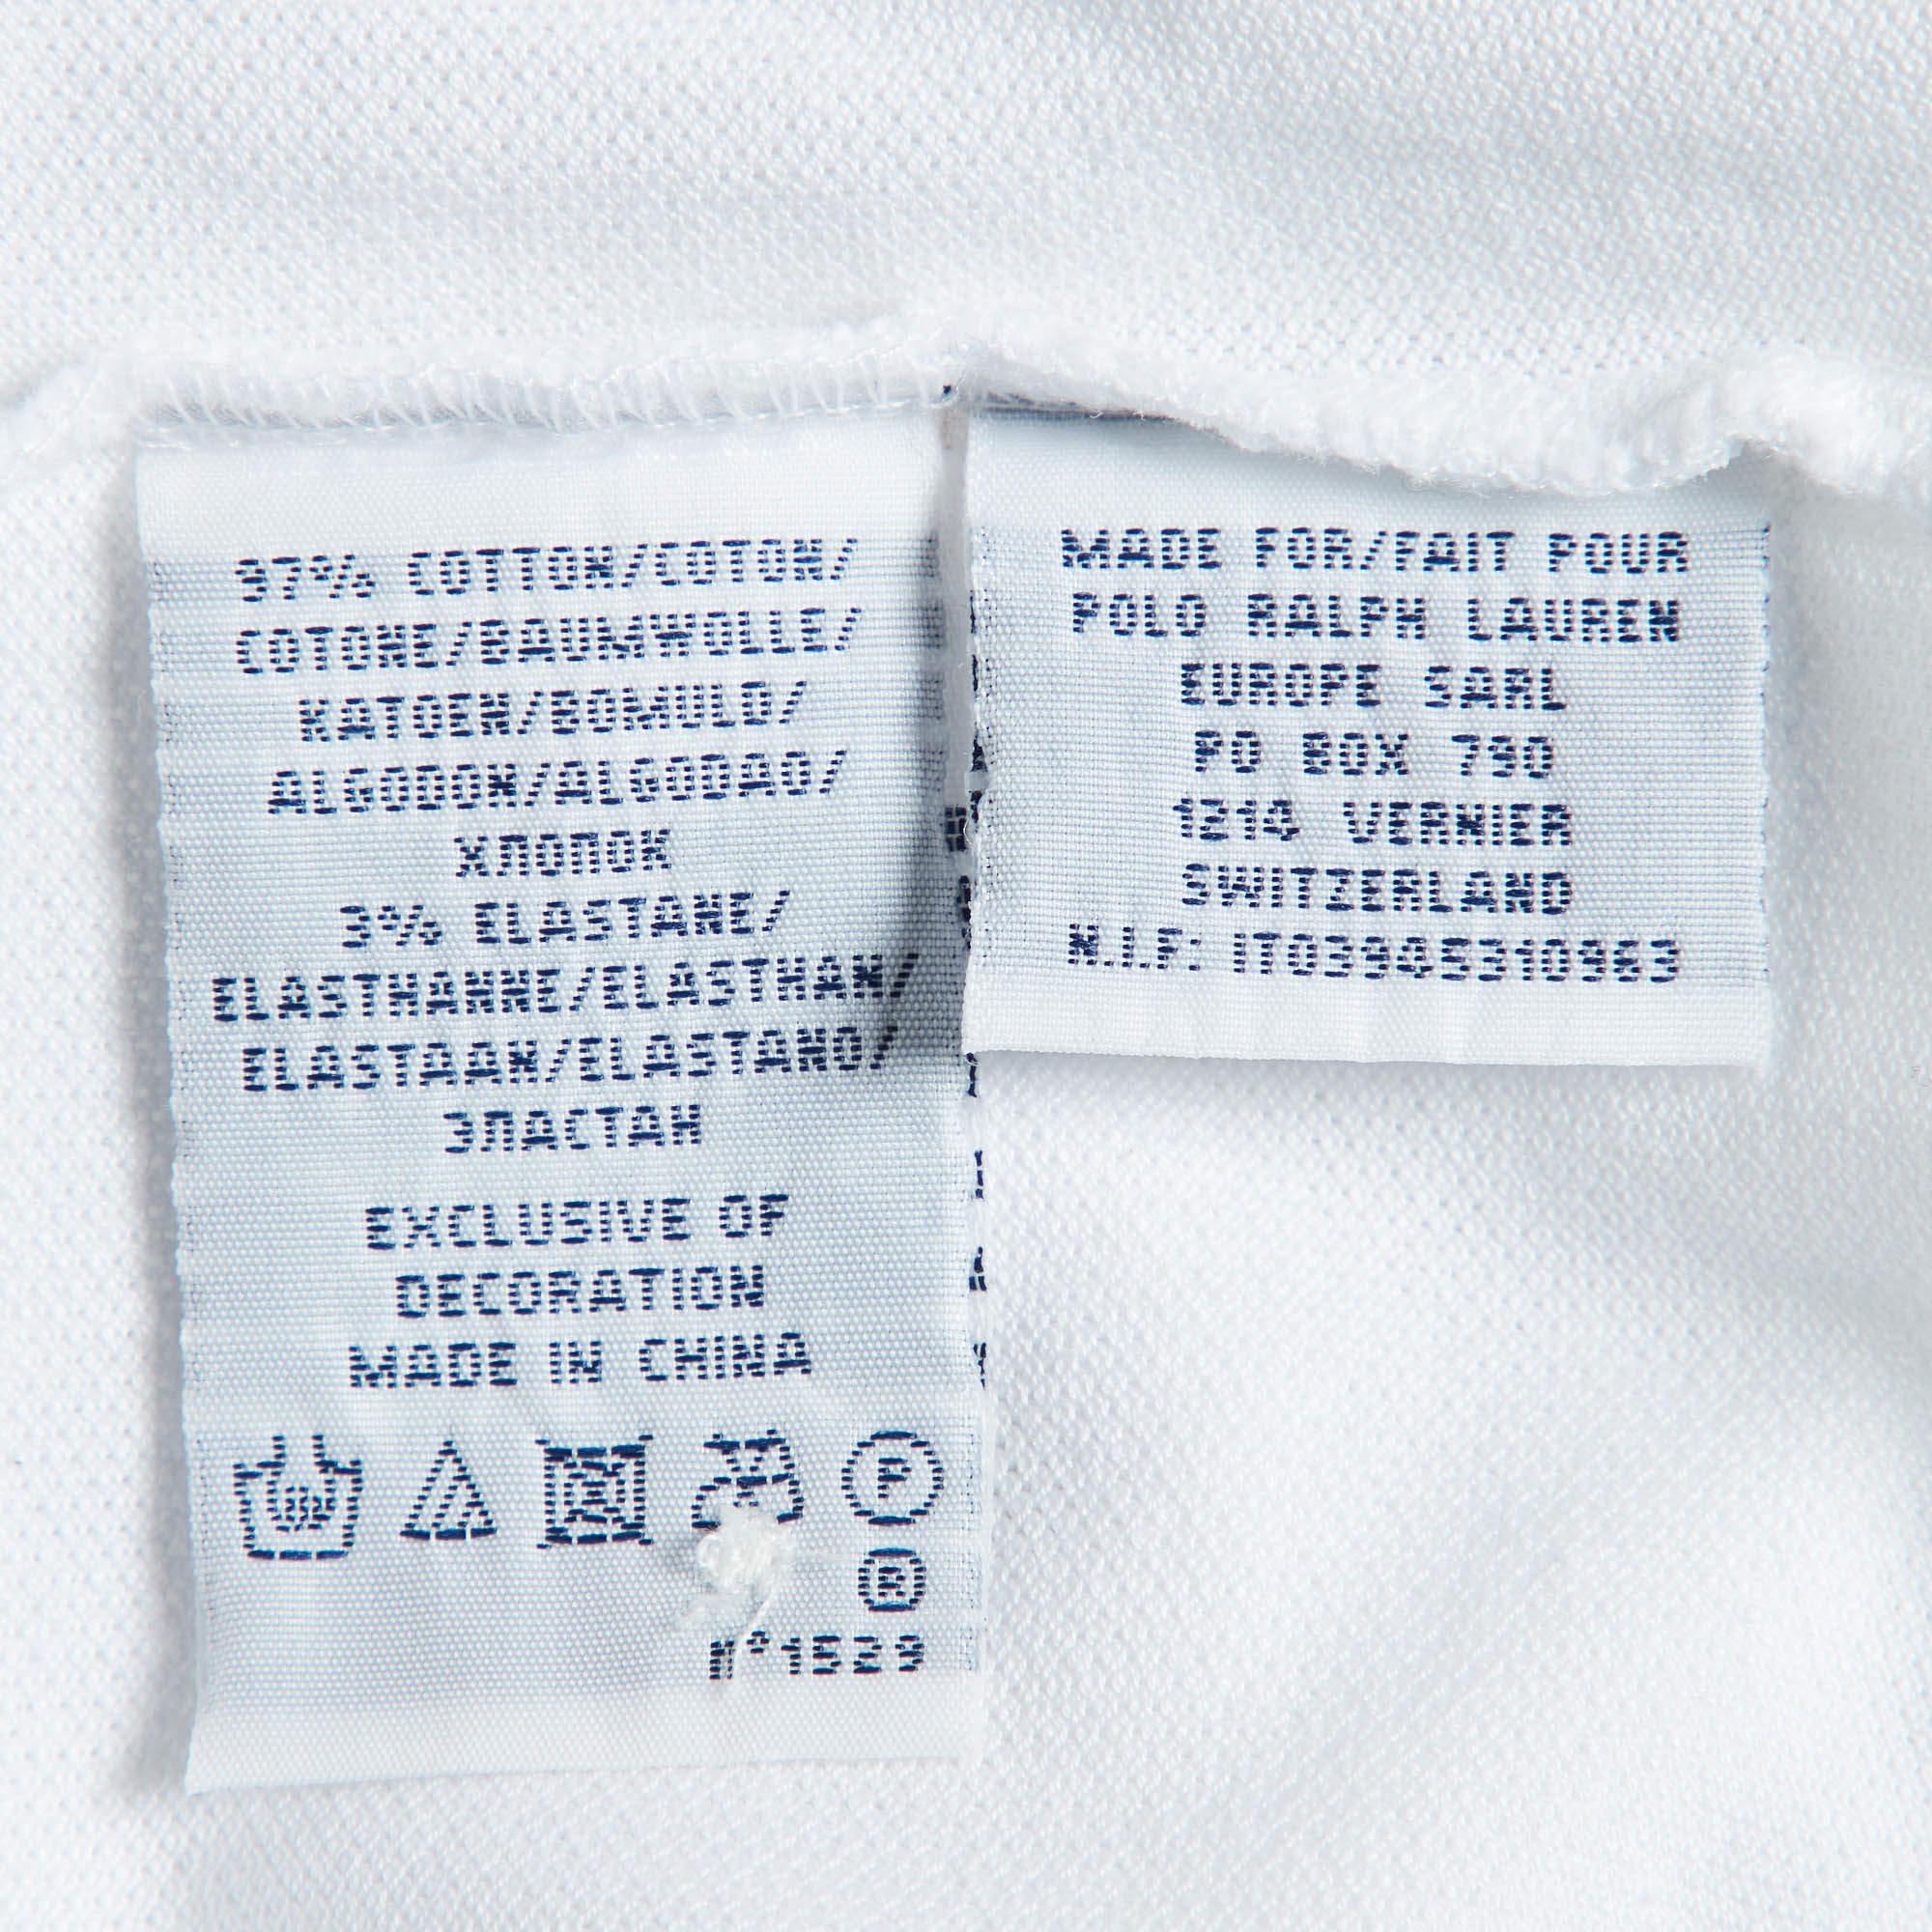 97% COTTON/COTON/
COTONE/BAUMWOLLE/
KATOEN/BOMULD/
ALGODON/ALGODAO/
ХЛОПОК
3% ELASTANE/
ELASTHANNE/ELASTHAN/
ELASTAAN/ELASTANO/
ЭЛАСТАН
EXCLUSIVE OF
DECORATION
MADE IN CHINA
P
R
n°1529
MADE FOR/FAIT POUR
POLO RALPH LAUREN
EUROPE SARL
PO BOX 790
1214 VERNIER
SWITZERLAND
N.I.F: IT03945310963